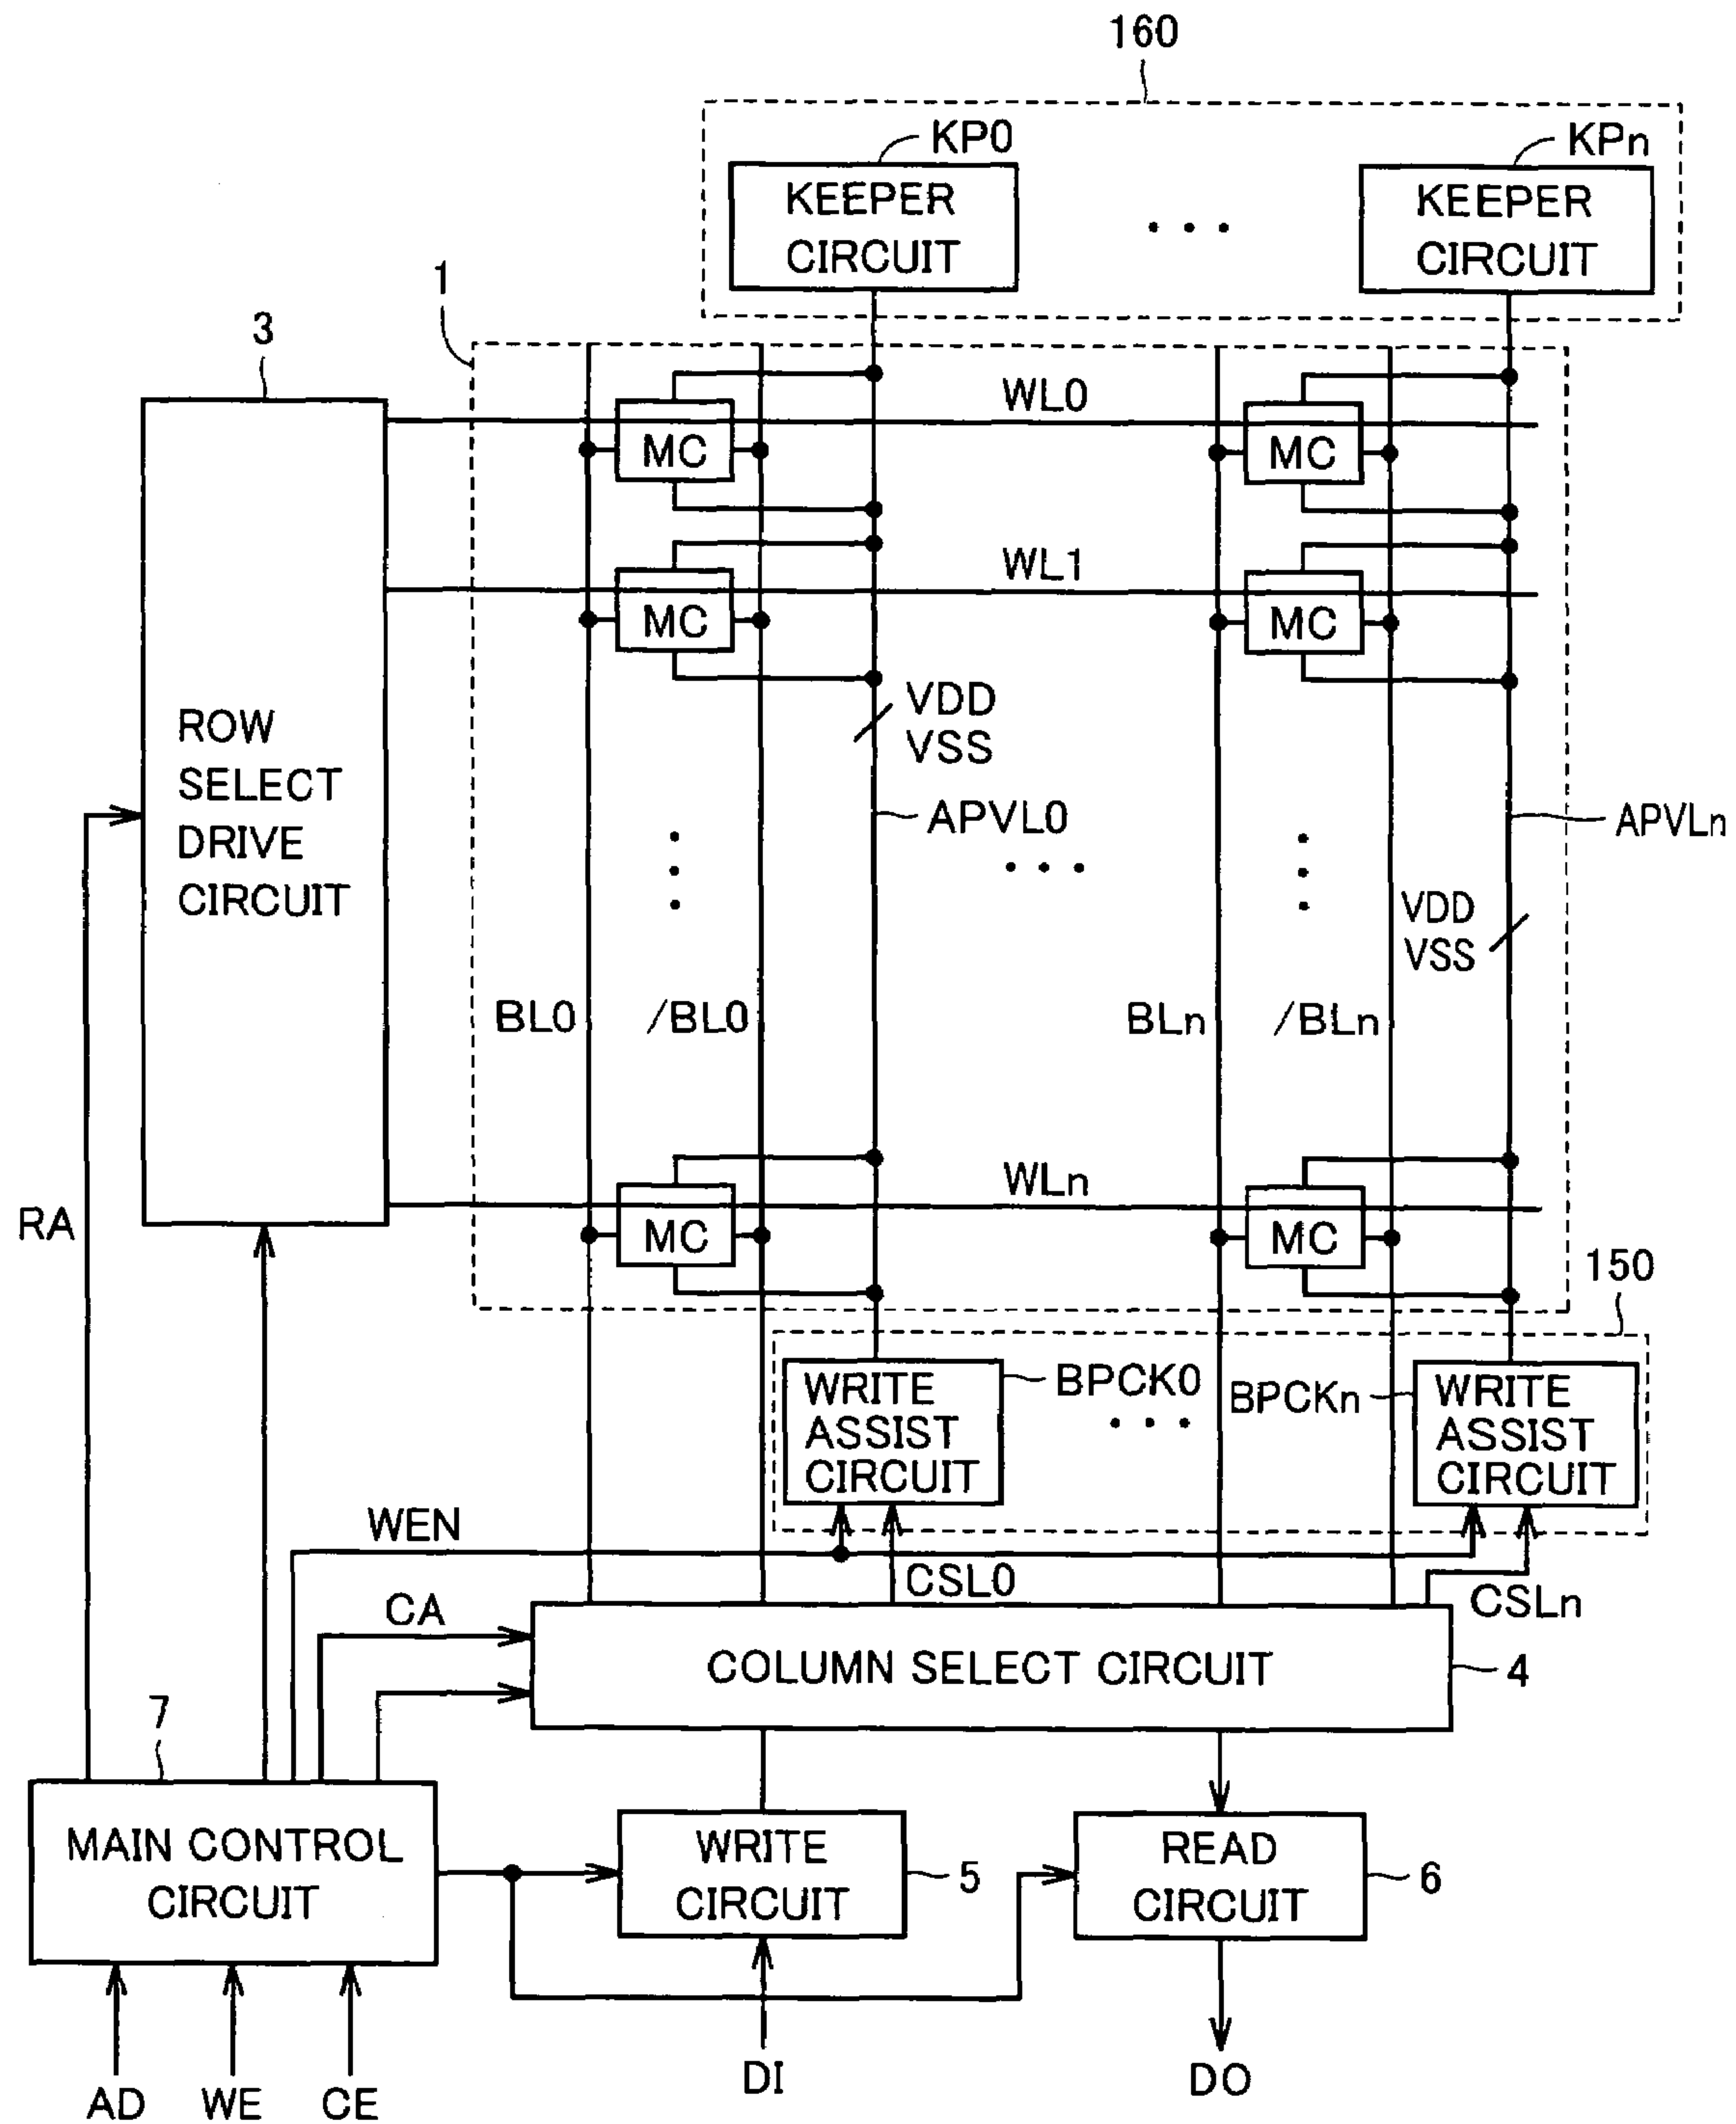 160
KP0
KPn
KEEPER
CIRCUIT
KEEPER
CIRCUIT
1
3
WL0
MC
MC
WL1
MC
MC
VDD
VSS
ROW
SELECT
DRIVE
CIRCUIT
APVL0
APVLn
VDD
VSS
BL0
/BL0
BLn
/BLn
WLn
RA
MC
MC
150
BPCK0
BPCKn
WRITE
ASSIST
CIRCUIT
WRITE
ASSIST
CIRCUIT
WEN
CSL0
CSLn
CA
COLUMN SELECT CIRCUIT
4
7
MAIN CONTROL
CIRCUIT
WRITE
CIRCUIT
5
READ
CIRCUIT
6
AD
WE
CE
DI
DO